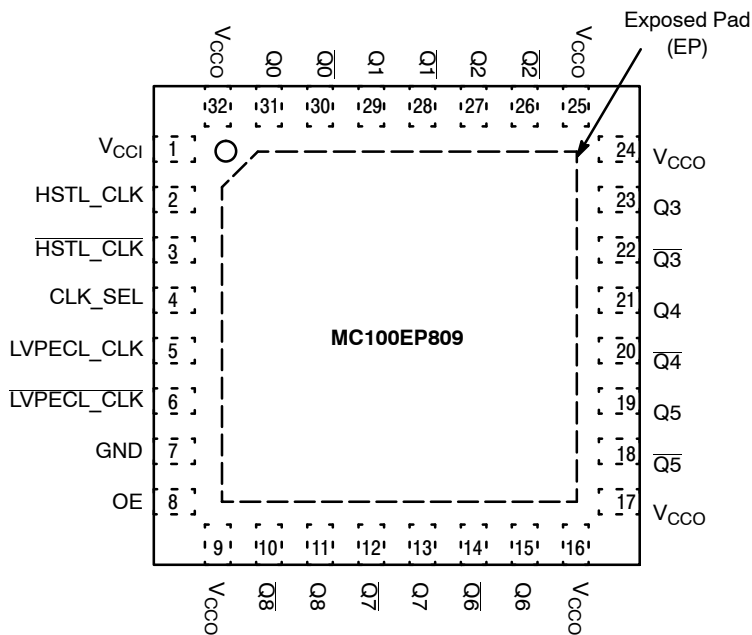 Exposed Pad
(EP)
VCCO Q0 Q0 Q1 Q1 Q2 Q2 VCCO
32 31 30 29 28 27 26 25
VCCI 1 24 VCCO
HSTL_CLK 2 23 Q3
HSTL_CLK 3 22 Q3
CLK_SEL 4 21 Q4
MC100EP809
LVPECL_CLK 5 20 Q4
LVPECL_CLK 6 19 Q5
GND 7 18 Q5
OE 8 17 VCCO
9 10 11 12 13 14 15 16
VCCO Q8 Q8 Q7 Q7 Q6 Q6 VCCO